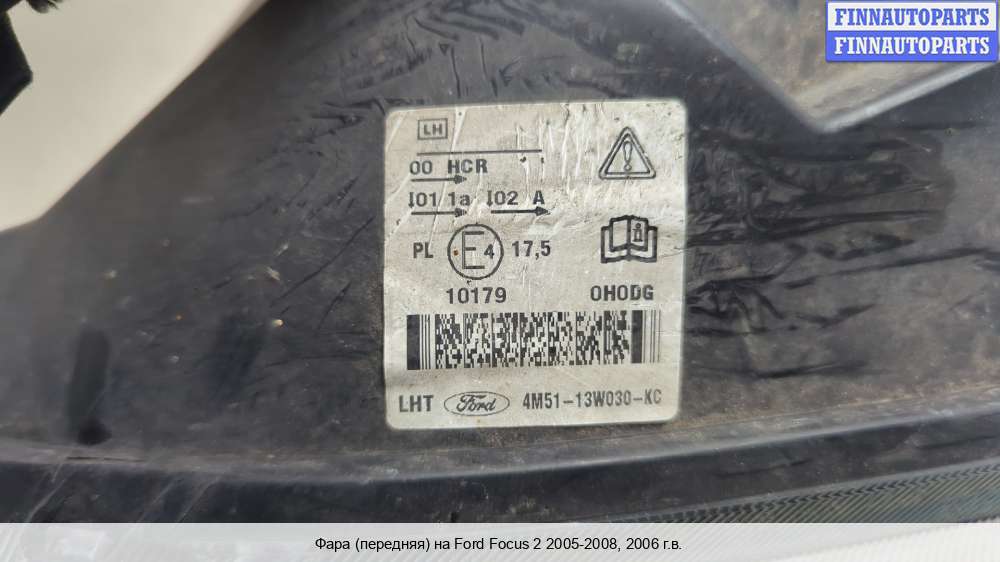 FINNAUTOPARTS
FINNAUTOPARTS
LH
00 HCR
I01 1a I02 A
PL E4 17,5
10179 0H0DG
LHT Ford 4M51-13W030-KC
Фара (передняя) на Ford Focus 2 2005-2008, 2006 г.в.